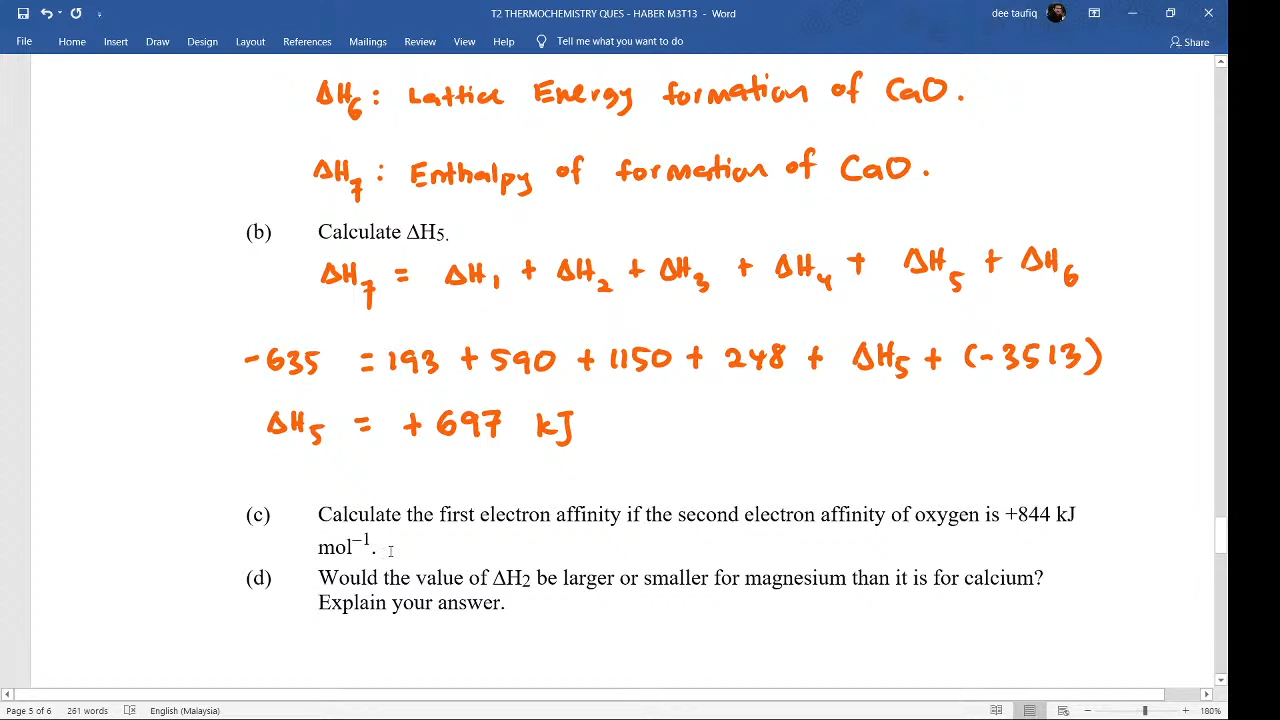 T2 THERMOCHEMISTRY QUES - HABER M3T13 - Word
dee taufiq
File Home Insert Draw Design Layout References Mailings Review View Help Tell me what you want to do Share
ΔH₆ : Lattice Energy formation of CaO.
ΔH₇ : Enthalpy of formation of CaO.
(b) Calculate ΔH₅.
ΔH₇ = ΔH₁ + ΔH₂ + ΔH₃ + ΔH₄ + ΔH₅ + ΔH₆
-635 = 193 + 590 + 1150 + 248 + ΔH₅ + (-3513)
ΔH₅ = + 697 kJ
(c) Calculate the first electron affinity if the second electron affinity of oxygen is +844 kJ
mol⁻¹.
(d) Would the value of ΔH₂ be larger or smaller for magnesium than it is for calcium?
Explain your answer.
Page 5 of 6 261 words English (Malaysia) 180%